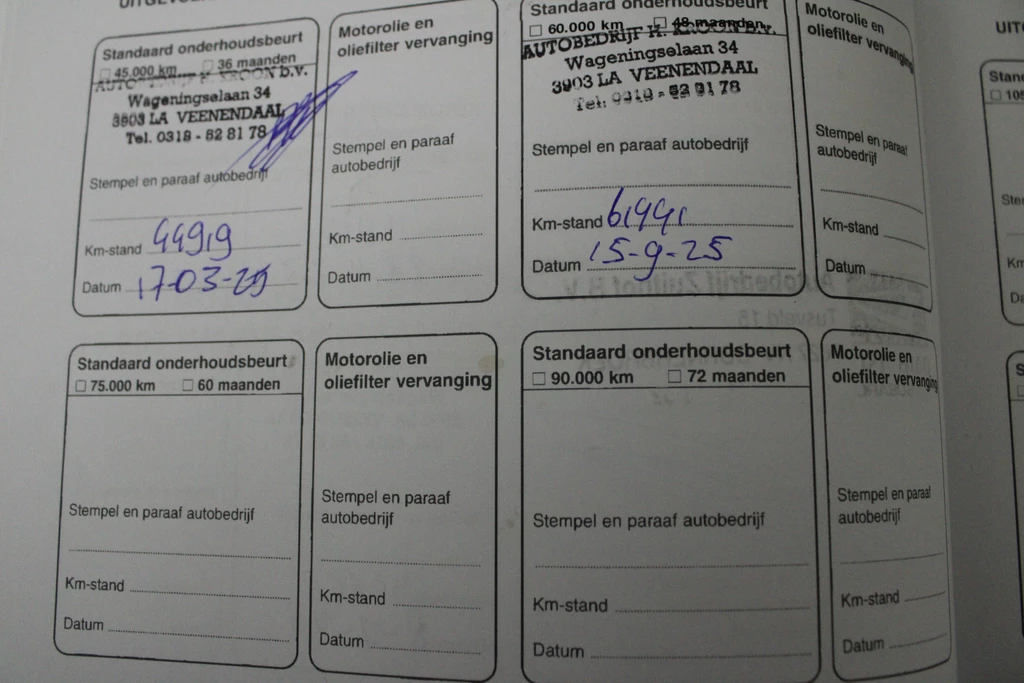 Standaard onderhoudsbeurt
45.000 km 36 maanden
AUTOBEDRIJF H. KROON b.v.
Wageningselaan 34
3903 LA VEENENDAAL
Tel. 0318 - 52 81 78
Stempel en paraaf autobedrijf
Km-stand 44919
Datum 17-03-25
Motorolie en
oliefilter vervanging
Stempel en paraaf
autobedrijf
Km-stand
Datum
Standaard onderhoudsbeurt
60.000 km 48 maanden
AUTOBEDRIJF H. KROON b.v.
Wageningselaan 34
3903 LA VEENENDAAL
Stempel en paraaf autobedrijf
Km-stand 61991
Datum 15-9-25
Motorolie en
oliefilter vervanging
Stempel en paraaf
autobedrijf
Km-stand
Datum
Standaard onderhoudsbeurt
75.000 km 60 maanden
Stempel en paraaf autobedrijf
Km-stand
Datum
Motorolie en
oliefilter vervanging
Stempel en paraaf
autobedrijf
Km-stand
Datum
Standaard onderhoudsbeurt
90.000 km 72 maanden
Stempel en paraaf autobedrijf
Km-stand
Datum
Motorolie en
oliefilter vervanging
Stempel en paraaf
autobedrijf
Km-stand
Datum